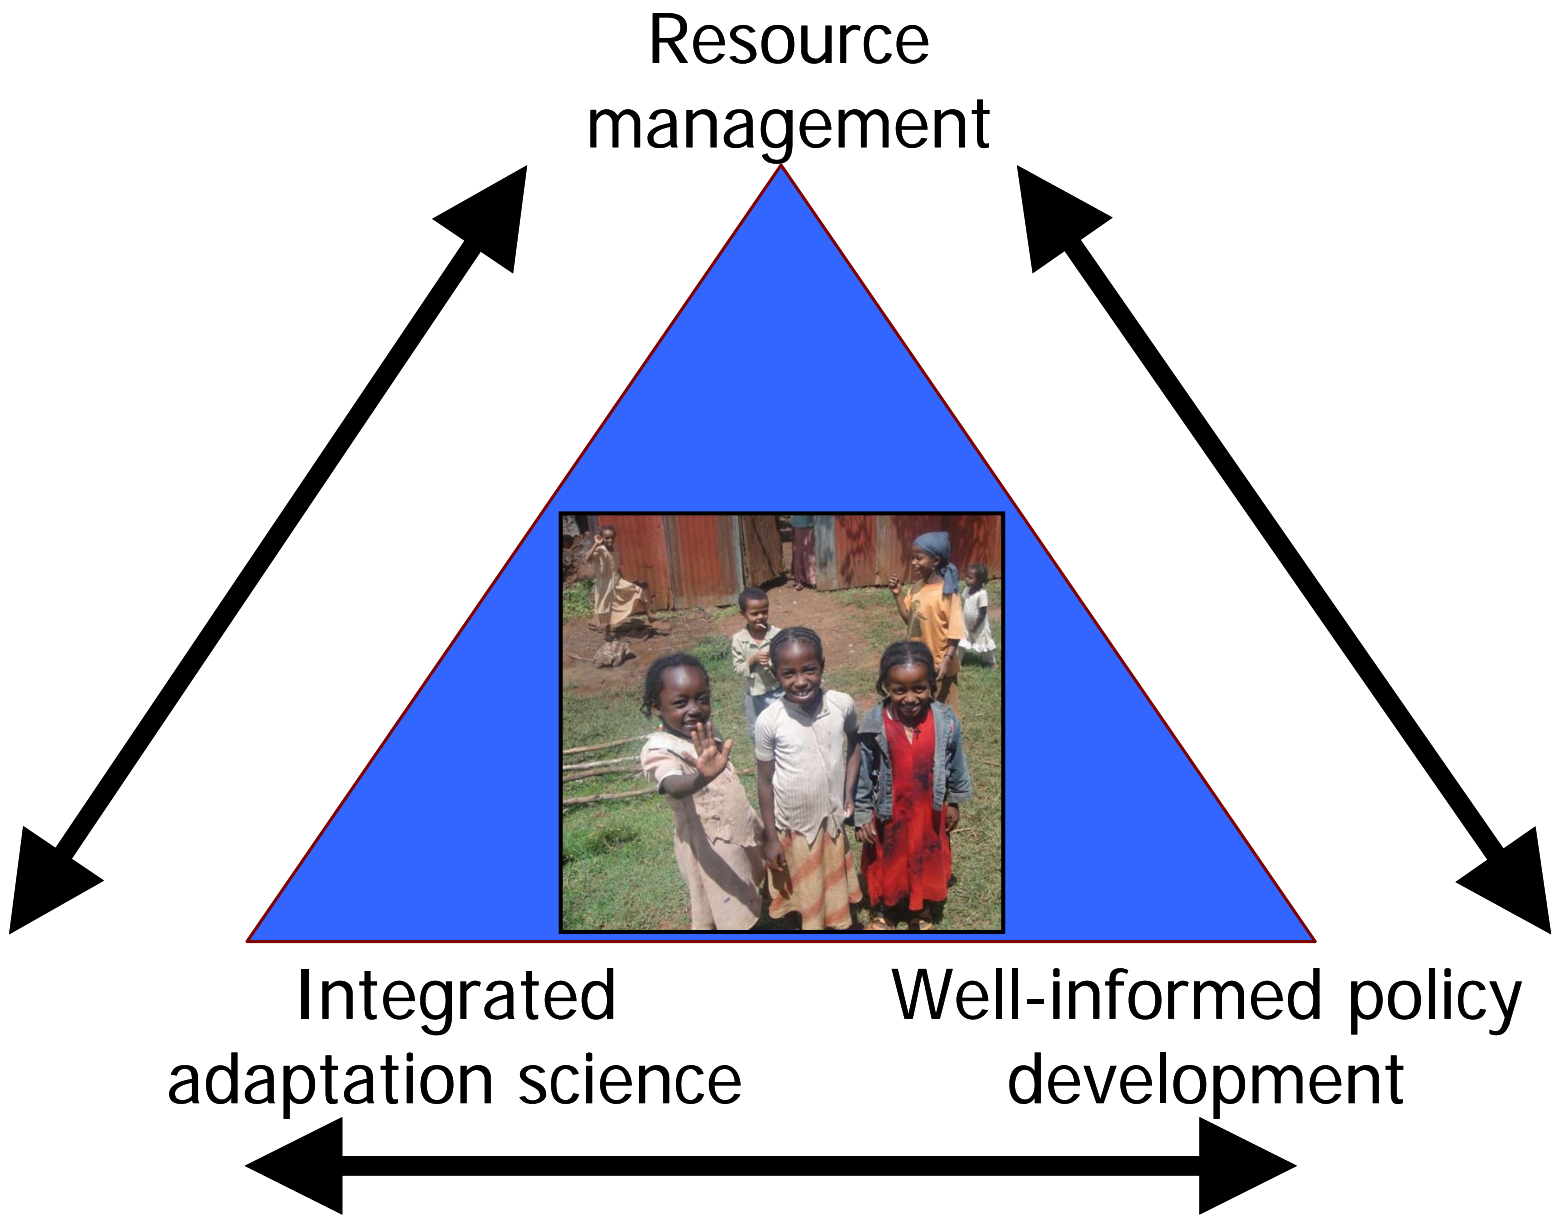 Resource
management
Integrated
adaptation science
Well-informed policy
development